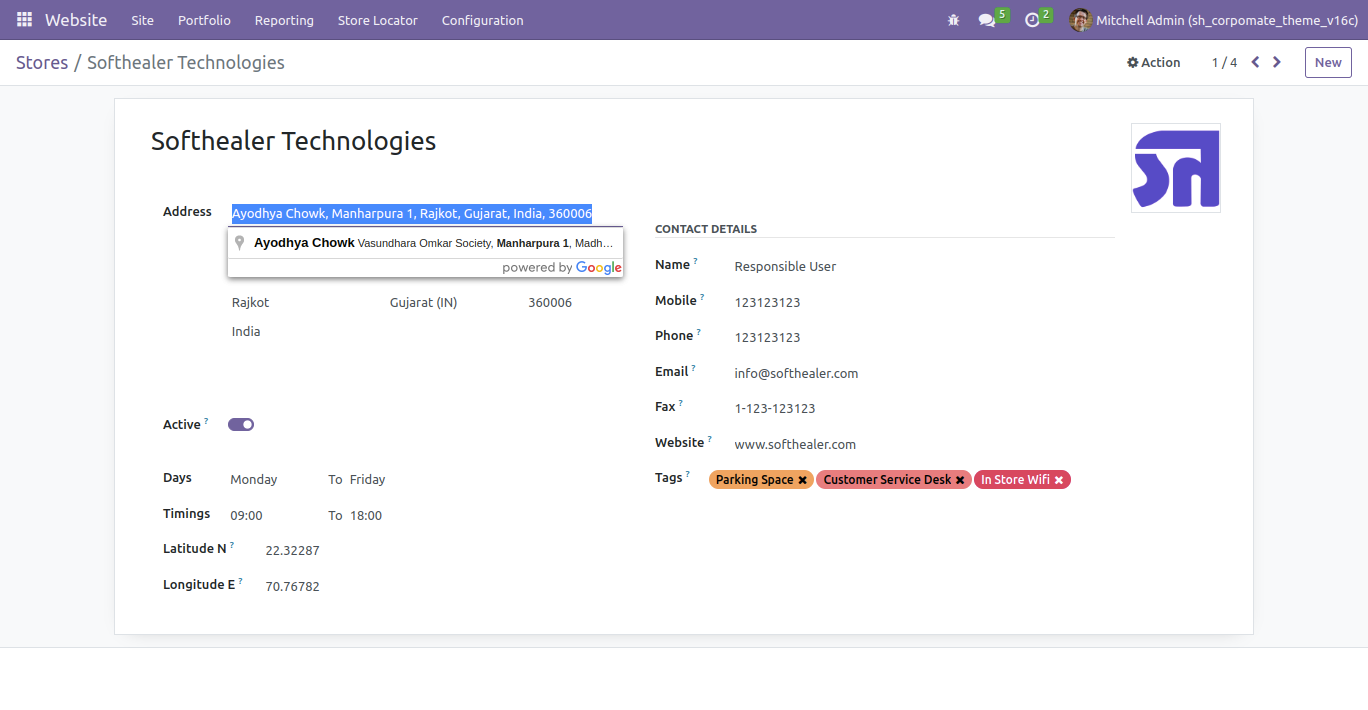 Website Site Portfolio Reporting Store Locator Configuration 5 2 Mitchell Admin (sh_corpomate_theme_v16c)
Stores / Softhealer Technologies Action 1 / 4 New
Softhealer Technologies
Address Ayodhya Chowk, Manharpura 1, Rajkot, Gujarat, India, 360006
Ayodhya Chowk Vasundhara Omkar Society, Manharpura 1, Madh...
powered by Google
Rajkot Gujarat (IN) 360006
India
Active ?
Days Monday To Friday
Timings 09:00 To 18:00
Latitude N ? 22.32287
Longitude E ? 70.76782
CONTACT DETAILS
Name ? Responsible User
Mobile ? 123123123
Phone ? 123123123
Email ? info@softhealer.com
Fax ? 1-123-123123
Website ? www.softhealer.com
Tags ? Parking Space ✖ Customer Service Desk ✖ In Store Wifi ✖